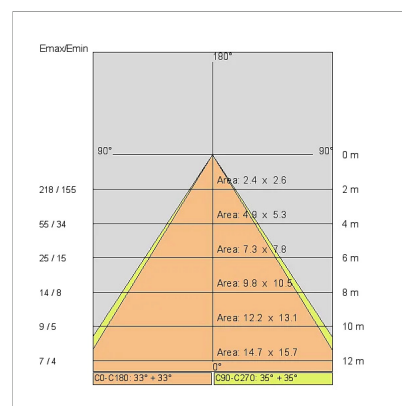 Emax/Emin
180°
90° 90° 0 m
Area: 2.4 x 2.6
218 / 155 2 m
Area: 4.9 x 5.3
55 / 34 4 m
Area: 7.3 x 7.8
25 / 15 6 m
Area: 9.8 x 10.5
14 / 8 8 m
Area: 12.2 x 13.1
9 / 5 10 m
Area: 14.7 x 15.7
7 / 4 12 m
0°
C0-C180: 33° + 33° C90-C270: 35° + 35°